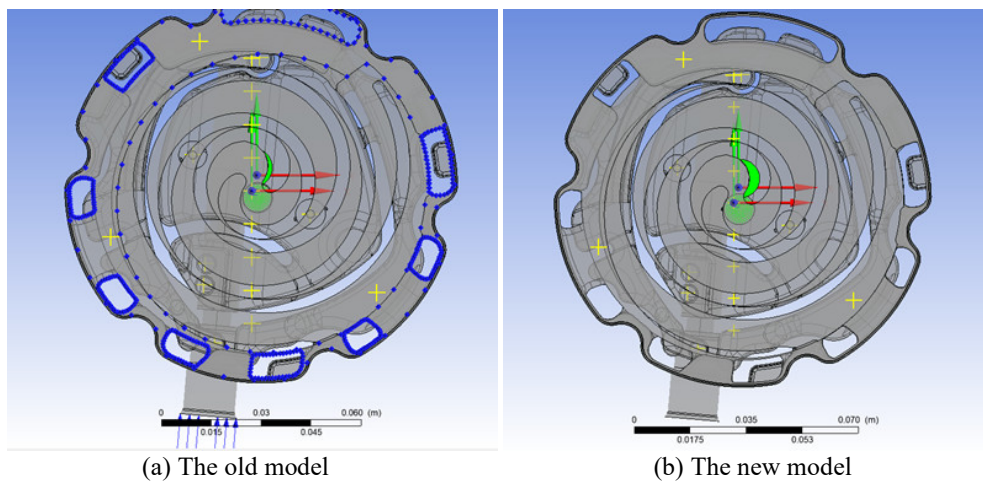 0 0.03 0.060 (m)
0.015 0.045
0 0.035 0.070 (m)
0.0175 0.053
(a) The old model
(b) The new model